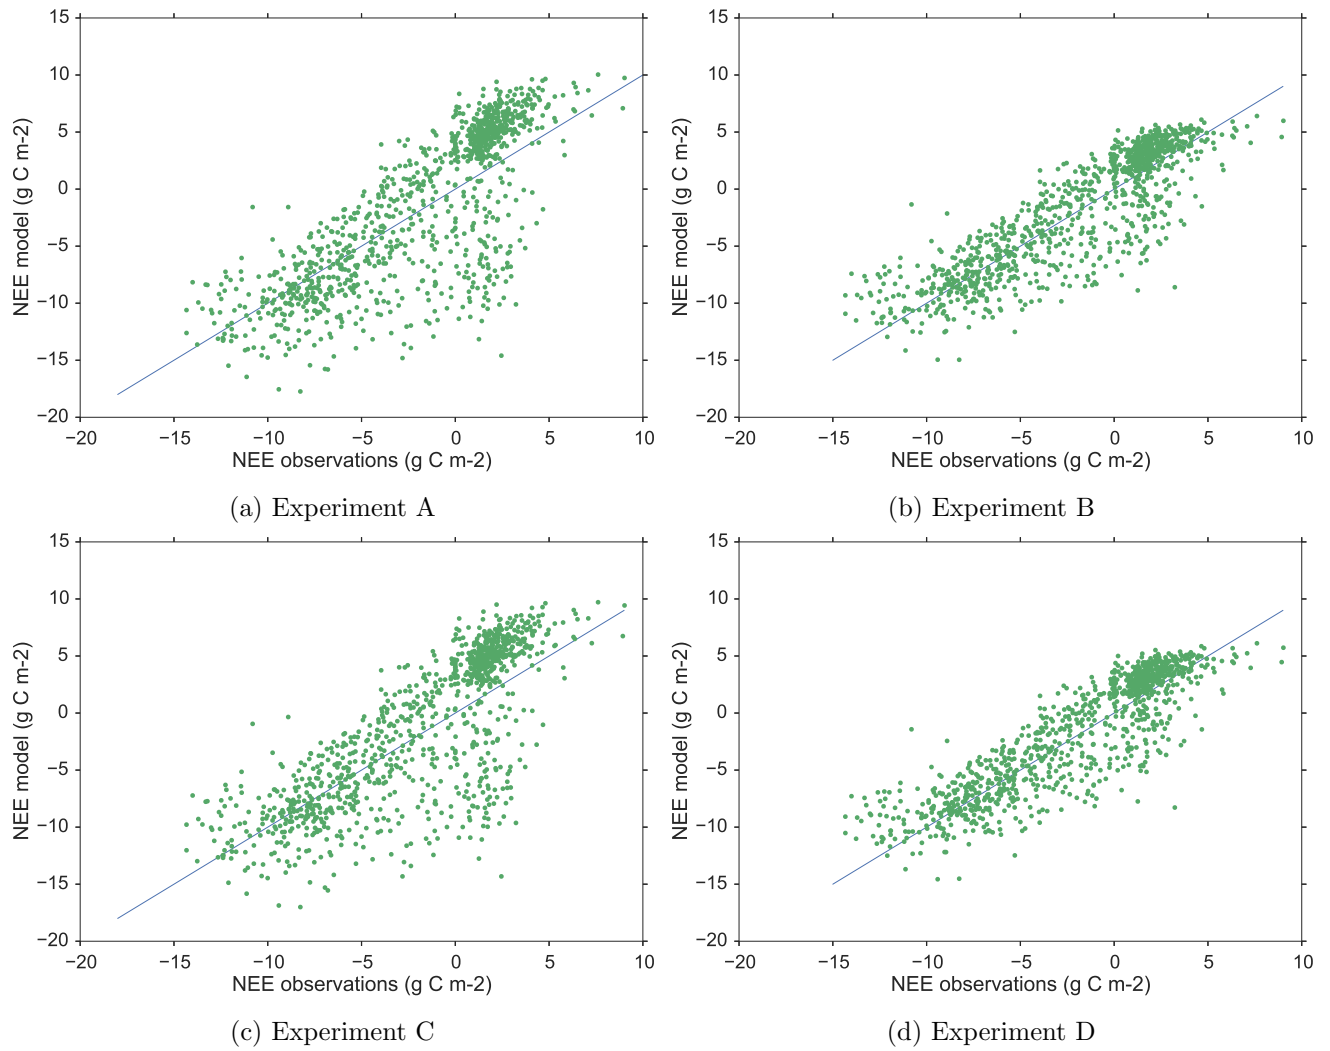 15
10
5
0
−5
−10
−15
−20
NEE model (g C m-2)
−20 −15 −10 −5 0 5 10
NEE observations (g C m-2)
(a) Experiment A
15
10
5
0
−5
−10
−15
−20
NEE model (g C m-2)
−20 −15 −10 −5 0 5 10
NEE observations (g C m-2)
(b) Experiment B
15
10
5
0
−5
−10
−15
−20
NEE model (g C m-2)
−20 −15 −10 −5 0 5 10
NEE observations (g C m-2)
(c) Experiment C
15
10
5
0
−5
−10
−15
−20
NEE model (g C m-2)
−20 −15 −10 −5 0 5 10
NEE observations (g C m-2)
(d) Experiment D